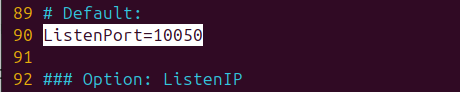 89 # Default:
90 ListenPort=10050
91
92 ### Option: ListenIP